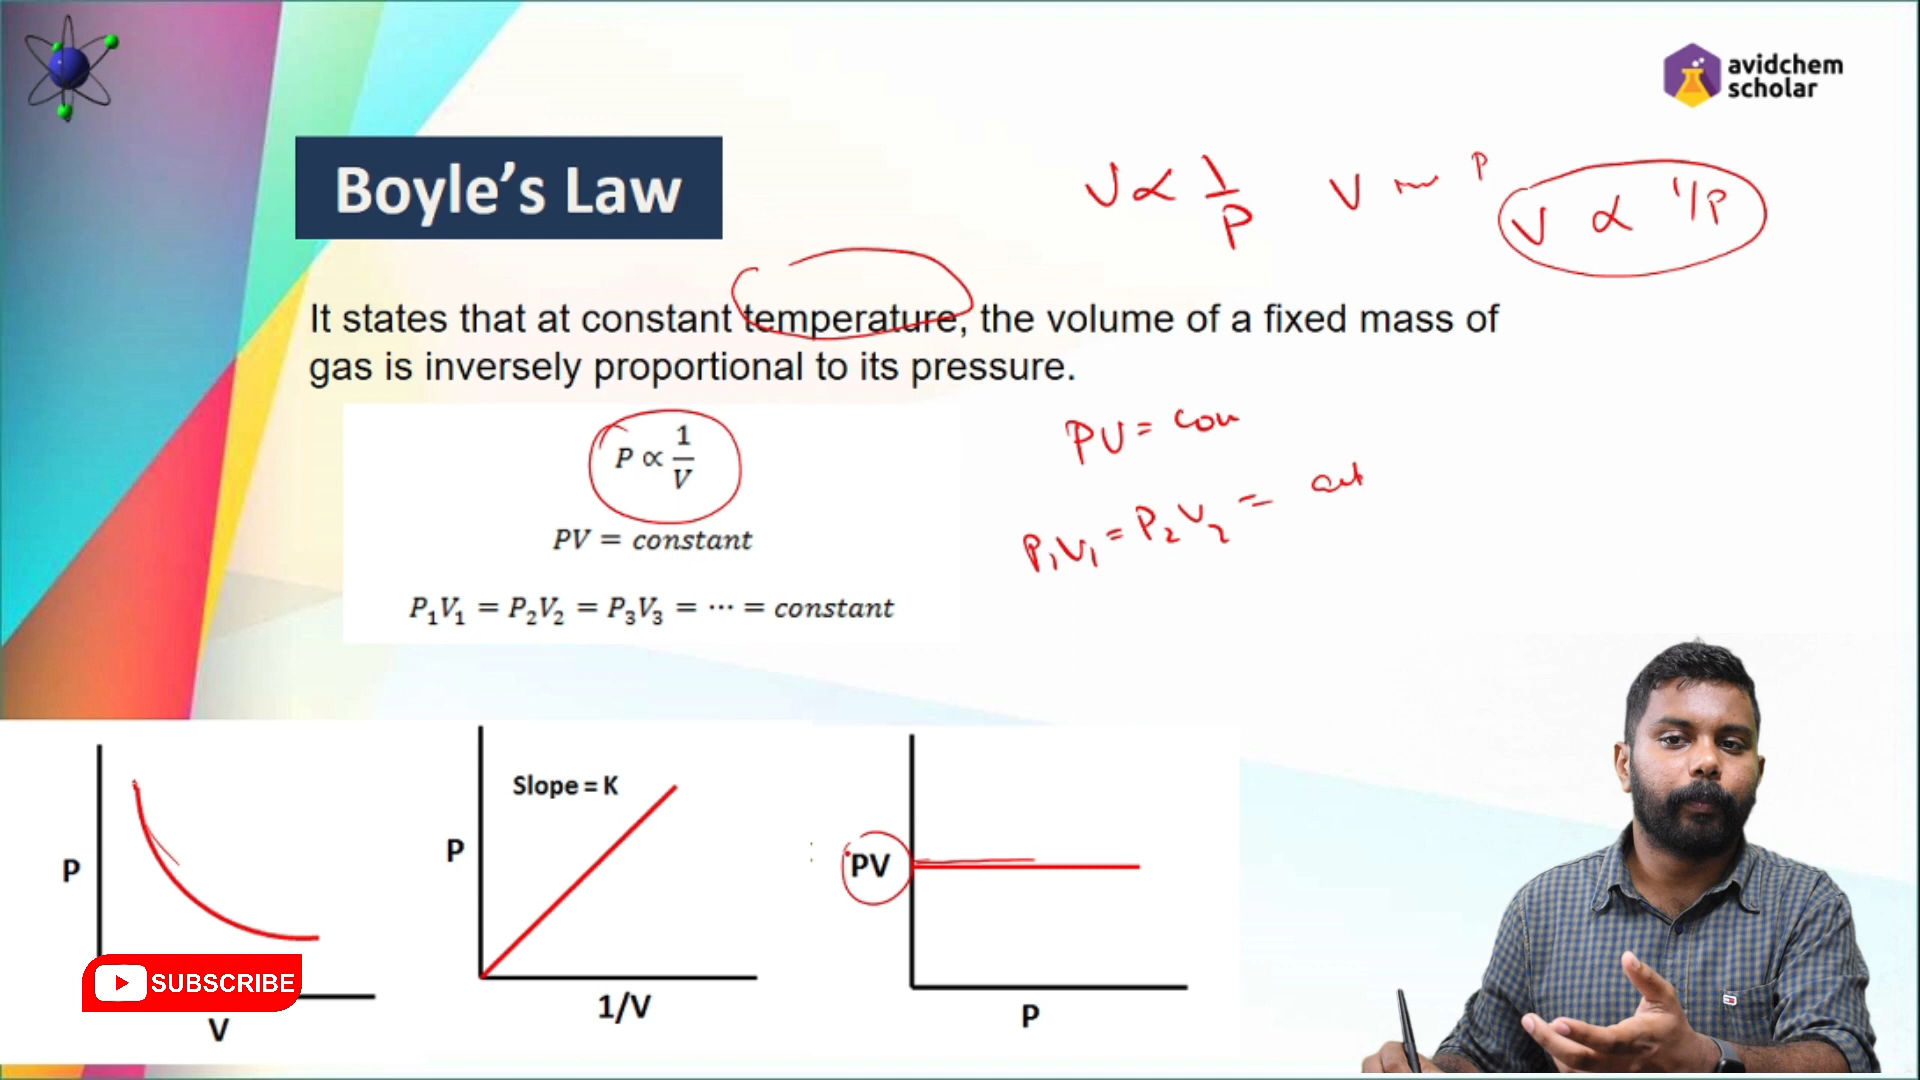 avidchem
scholar
Boyle's Law
V ∝ 1/P
V P
V ∝ 1/P
It states that at constant temperature, the volume of a fixed mass of
gas is inversely proportional to its pressure.
P ∝ 1/V
PV = constant
P₁V₁ = P₂V₂ = P₃V₃ = ⋯ = constant
PV = con
P₁V₁ = P₂V₂ =
P
V
SUBSCRIBE
Slope = K
P
1/V
PV
P